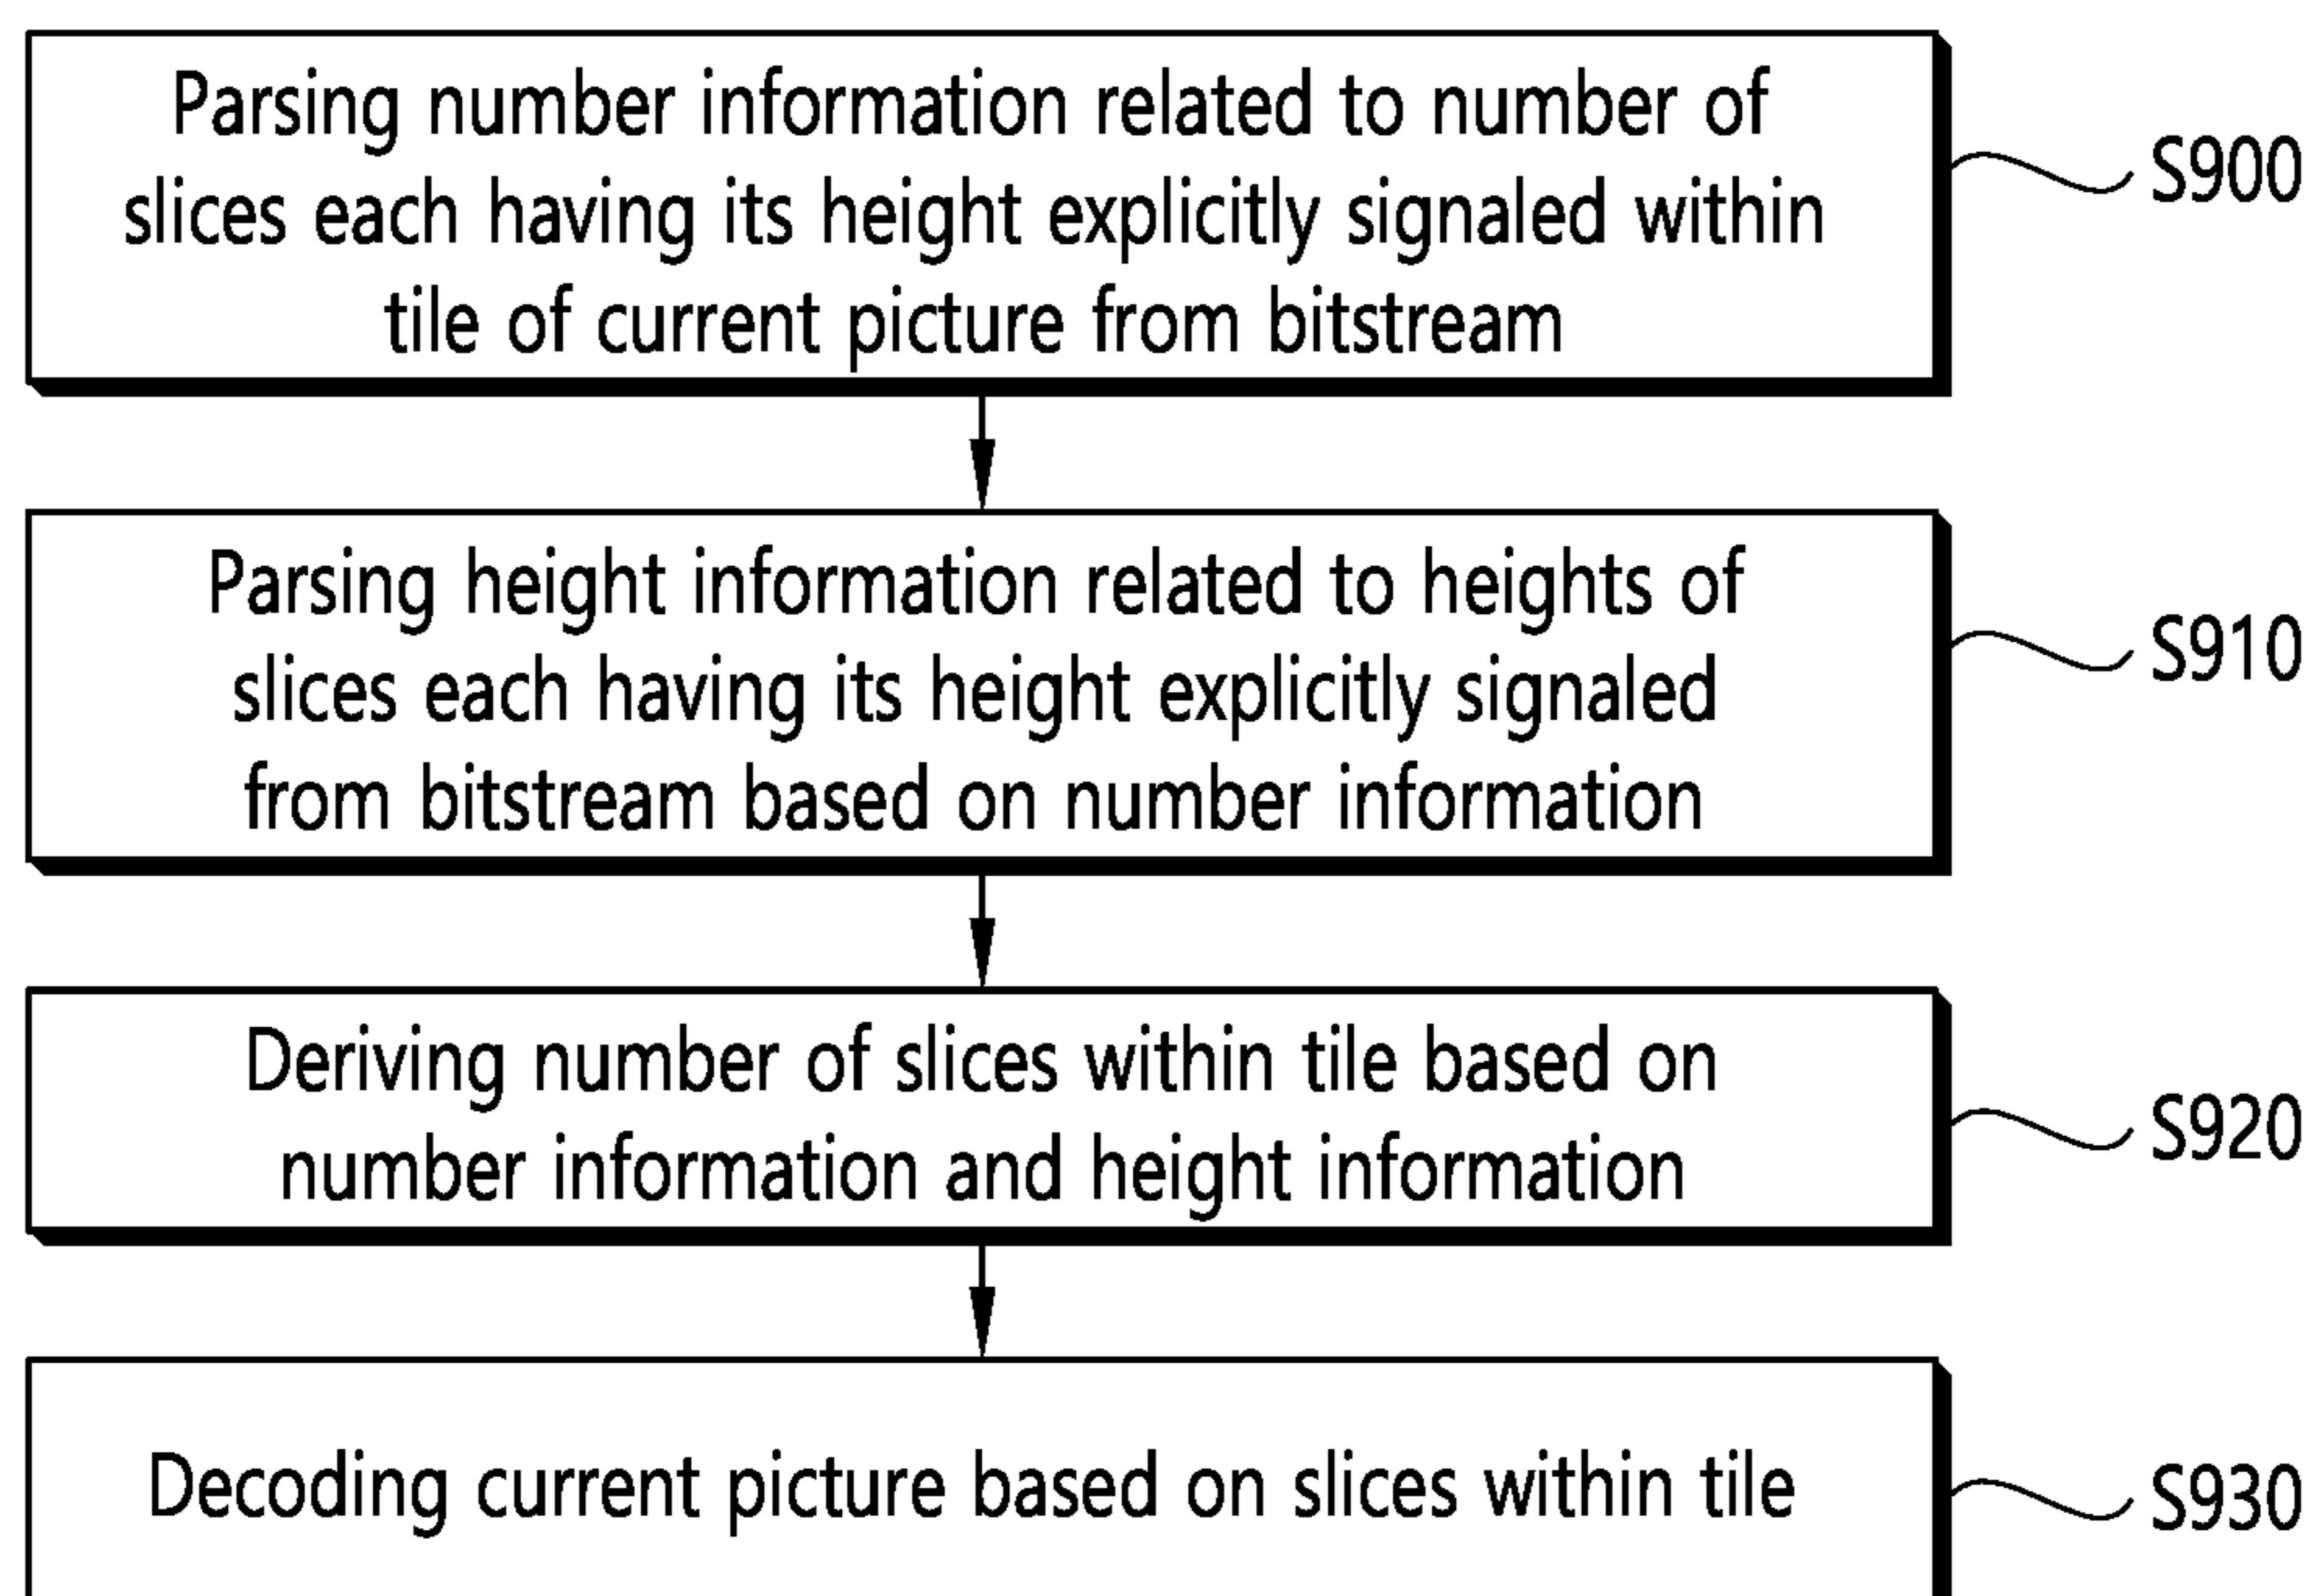 Parsing number information related to number of
slices each having its height explicitly signaled within
tile of current picture from bitstream
S900
Parsing height information related to heights of
slices each having its height explicitly signaled
from bitstream based on number information
S910
Deriving number of slices within tile based on
number information and height information
S920
Decoding current picture based on slices within tile
S930